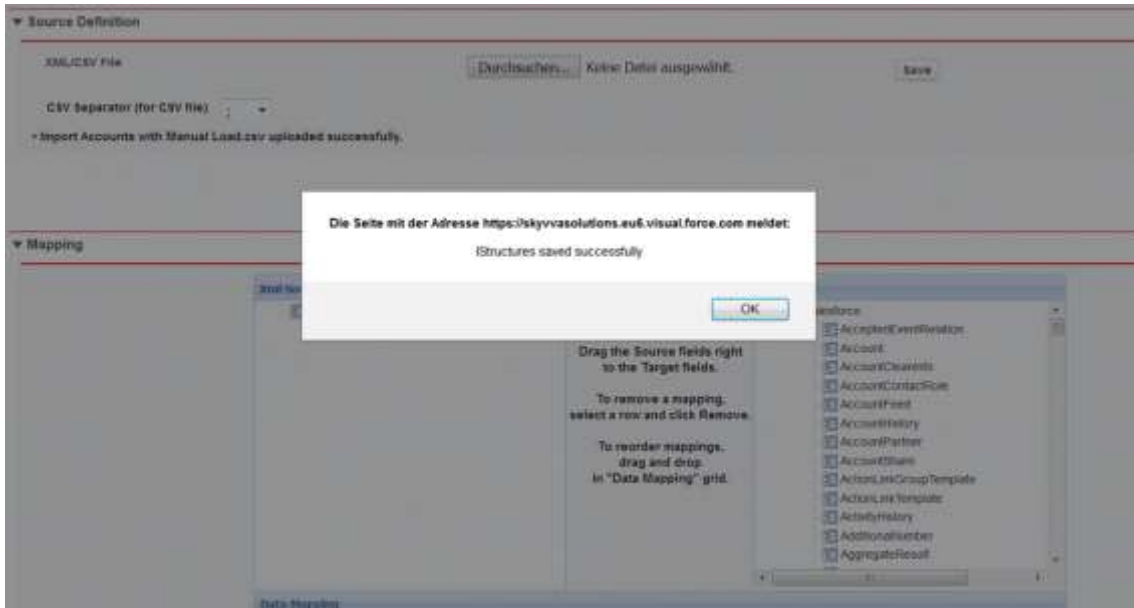 Source Definition
XML/CSV File
Durchsuchen... Keine Datei ausgewählt.
Save
CSV Separator (for CSV file) ;
Import Accounts with Manual Load.csv uploaded successfully.
Die Seite mit der Adresse https://skyvvasolutions.eu6.visual.force.com meldet:
IStructures saved successfully
OK
Mapping
Drag the Source fields right
to the Target fields.
To remove a mapping,
select a row and click Remove.
To reorder mappings,
drag and drop
in "Data Mapping" grid.
AcceptedEventRelation
Account
AccountCleanInfo
AccountContactRole
AccountFeed
AccountHistory
AccountPartner
AccountShare
ActionLinkGroupTemplate
ActionLinkTemplate
ActivityHistory
AdditionalNumber
AggregateResult
Data Mapping